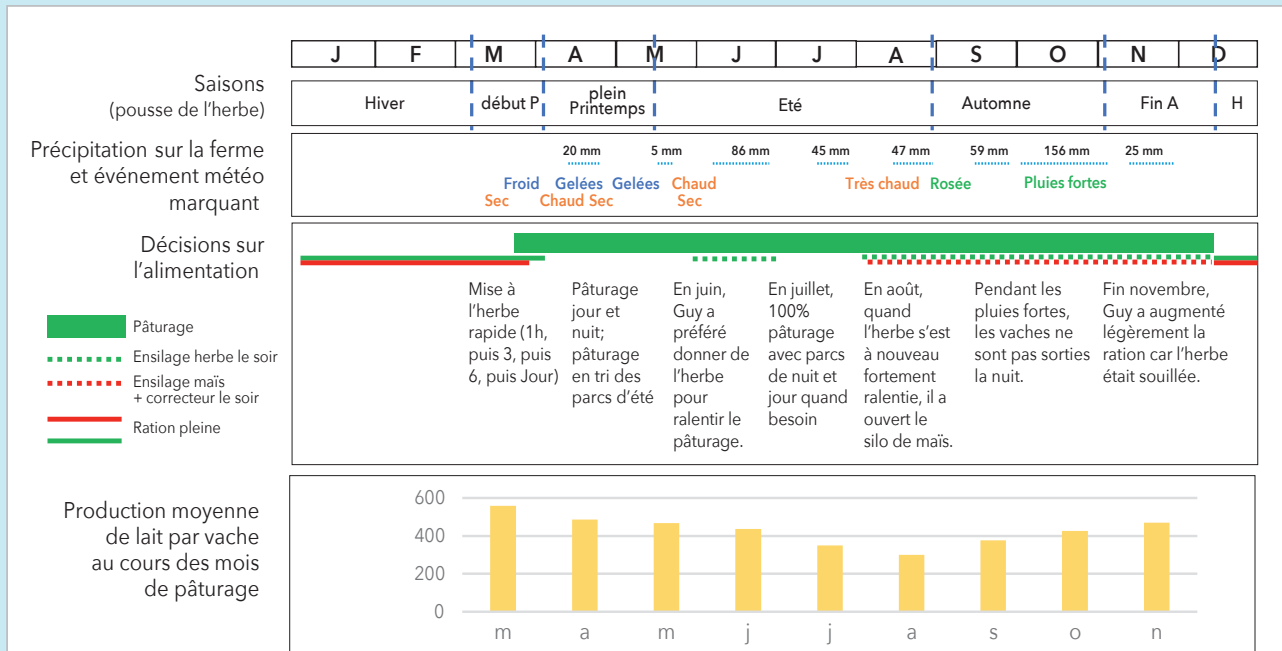 J F M A M J J A S O N D
Saisons
(pousse de l'herbe)
Hiver début P plein Printemps Eté Automne Fin A H
Précipitation sur la ferme
et événement météo
marquant
20 mm 5 mm 86 mm 45 mm 47 mm 59 mm 156 mm 25 mm
Froid Gelées Gelées Chaud Très chaud Rosée Pluies fortes
Sec Chaud Sec Sec
Décisions sur
l'alimentation
Pâturage
Ensilage herbe le soir
Ensilage maïs
+ correcteur le soir
Ration pleine
Mise à
l'herbe
rapide (1h,
puis 3, puis
6, puis Jour)
Pâturage
jour et
nuit;
pâturage
en tri des
parcs d'été
En juin,
Guy a
préféré
donner de
l'herbe
pour
ralentir le
pâturage.
En juillet,
100%
pâturage
avec parcs
de nuit et
jour quand
besoin
En août,
quand
l'herbe s'est
à nouveau
fortement
ralentie, il a
ouvert le
silo de maïs.
Pendant les
pluies fortes,
les vaches ne
sont pas sorties
la nuit.
Fin novembre,
Guy a augmenté
légèrement la
ration car l'herbe
était souillée.
Production moyenne
de lait par vache
au cours des mois
de pâturage
600
400
200
0
m a m j j a s o n